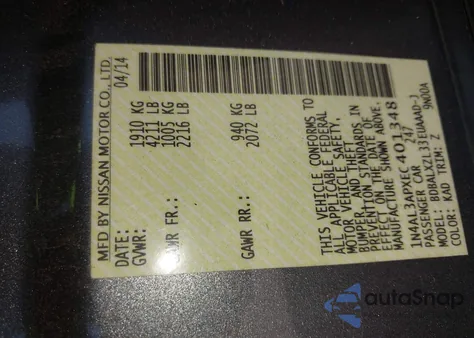 MFD BY NISSAN MOTOR CO., LTD.
DATE: 04/14
GVWR: 1910 KG
4211 LB
GAWR FR.: 1005 KG
2216 LB
GAWR RR.: 940 KG
2072 LB
THIS VEHICLE CONFORMS TO
ALL APPLICABLE FEDERAL
MOTOR VEHICLE SAFETY,
BUMPER, AND THEFT
PREVENTION STANDARDS IN
EFFECT ON THE DATE OF
MANUFACTURE SHOWN ABOVE.
1N4AL3APXEC401348
PASSENGER CAR 247
MODEL: BDBALXZL33EUAAAD-J
COLOR: KAD TRIM: Z 9N00A
autoSnap